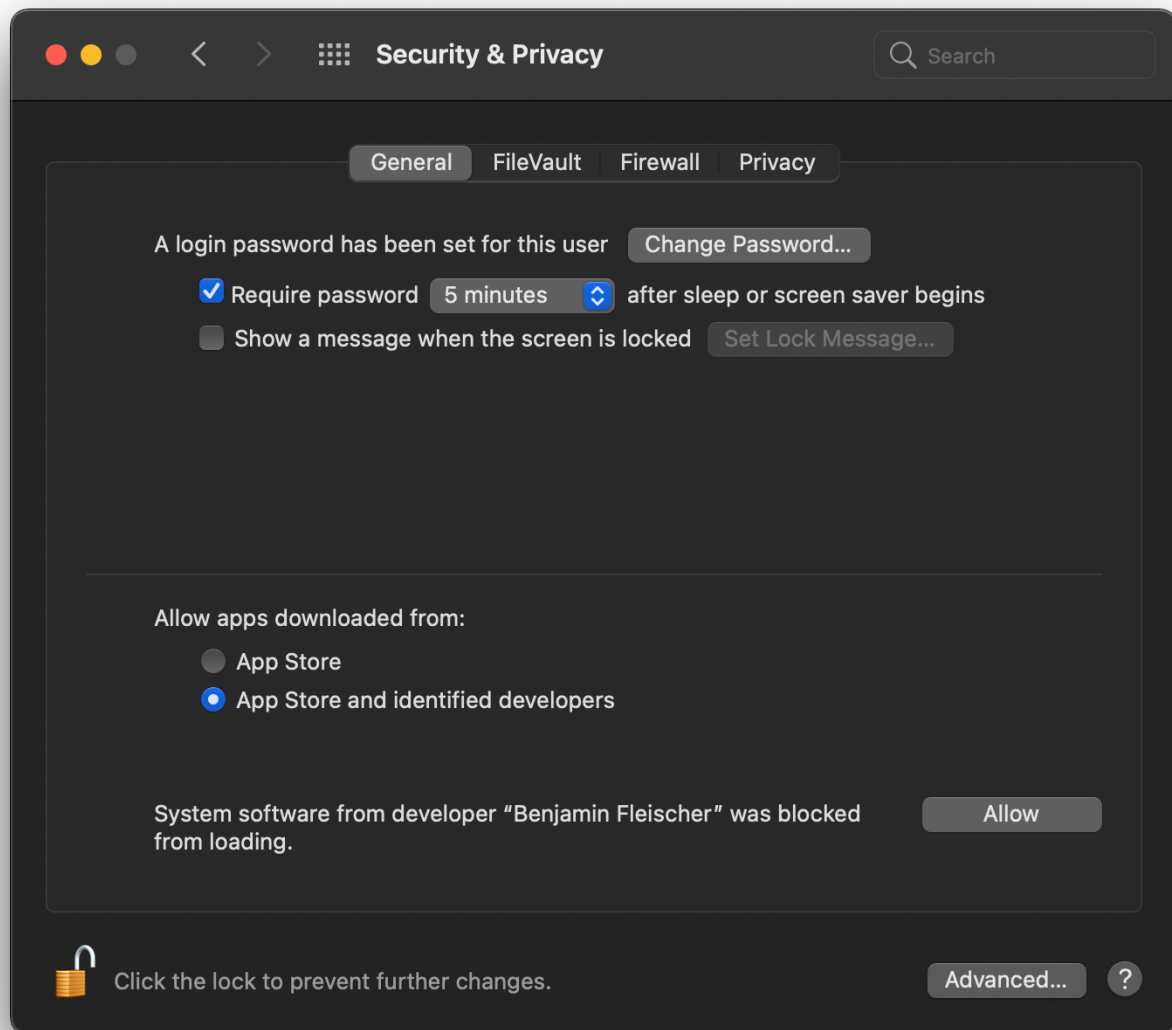 Security & Privacy
Search
General FileVault Firewall Privacy
A login password has been set for this user Change Password...
Require password 5 minutes after sleep or screen saver begins
Show a message when the screen is locked Set Lock Message...
Allow apps downloaded from:
App Store
App Store and identified developers
System software from developer “Benjamin Fleischer” was blocked
from loading.
Allow
Click the lock to prevent further changes.
Advanced...
?